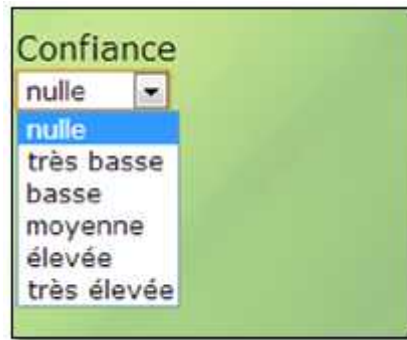 Confiance
nulle
nulle
très basse
basse
moyenne
élevée
très élevée